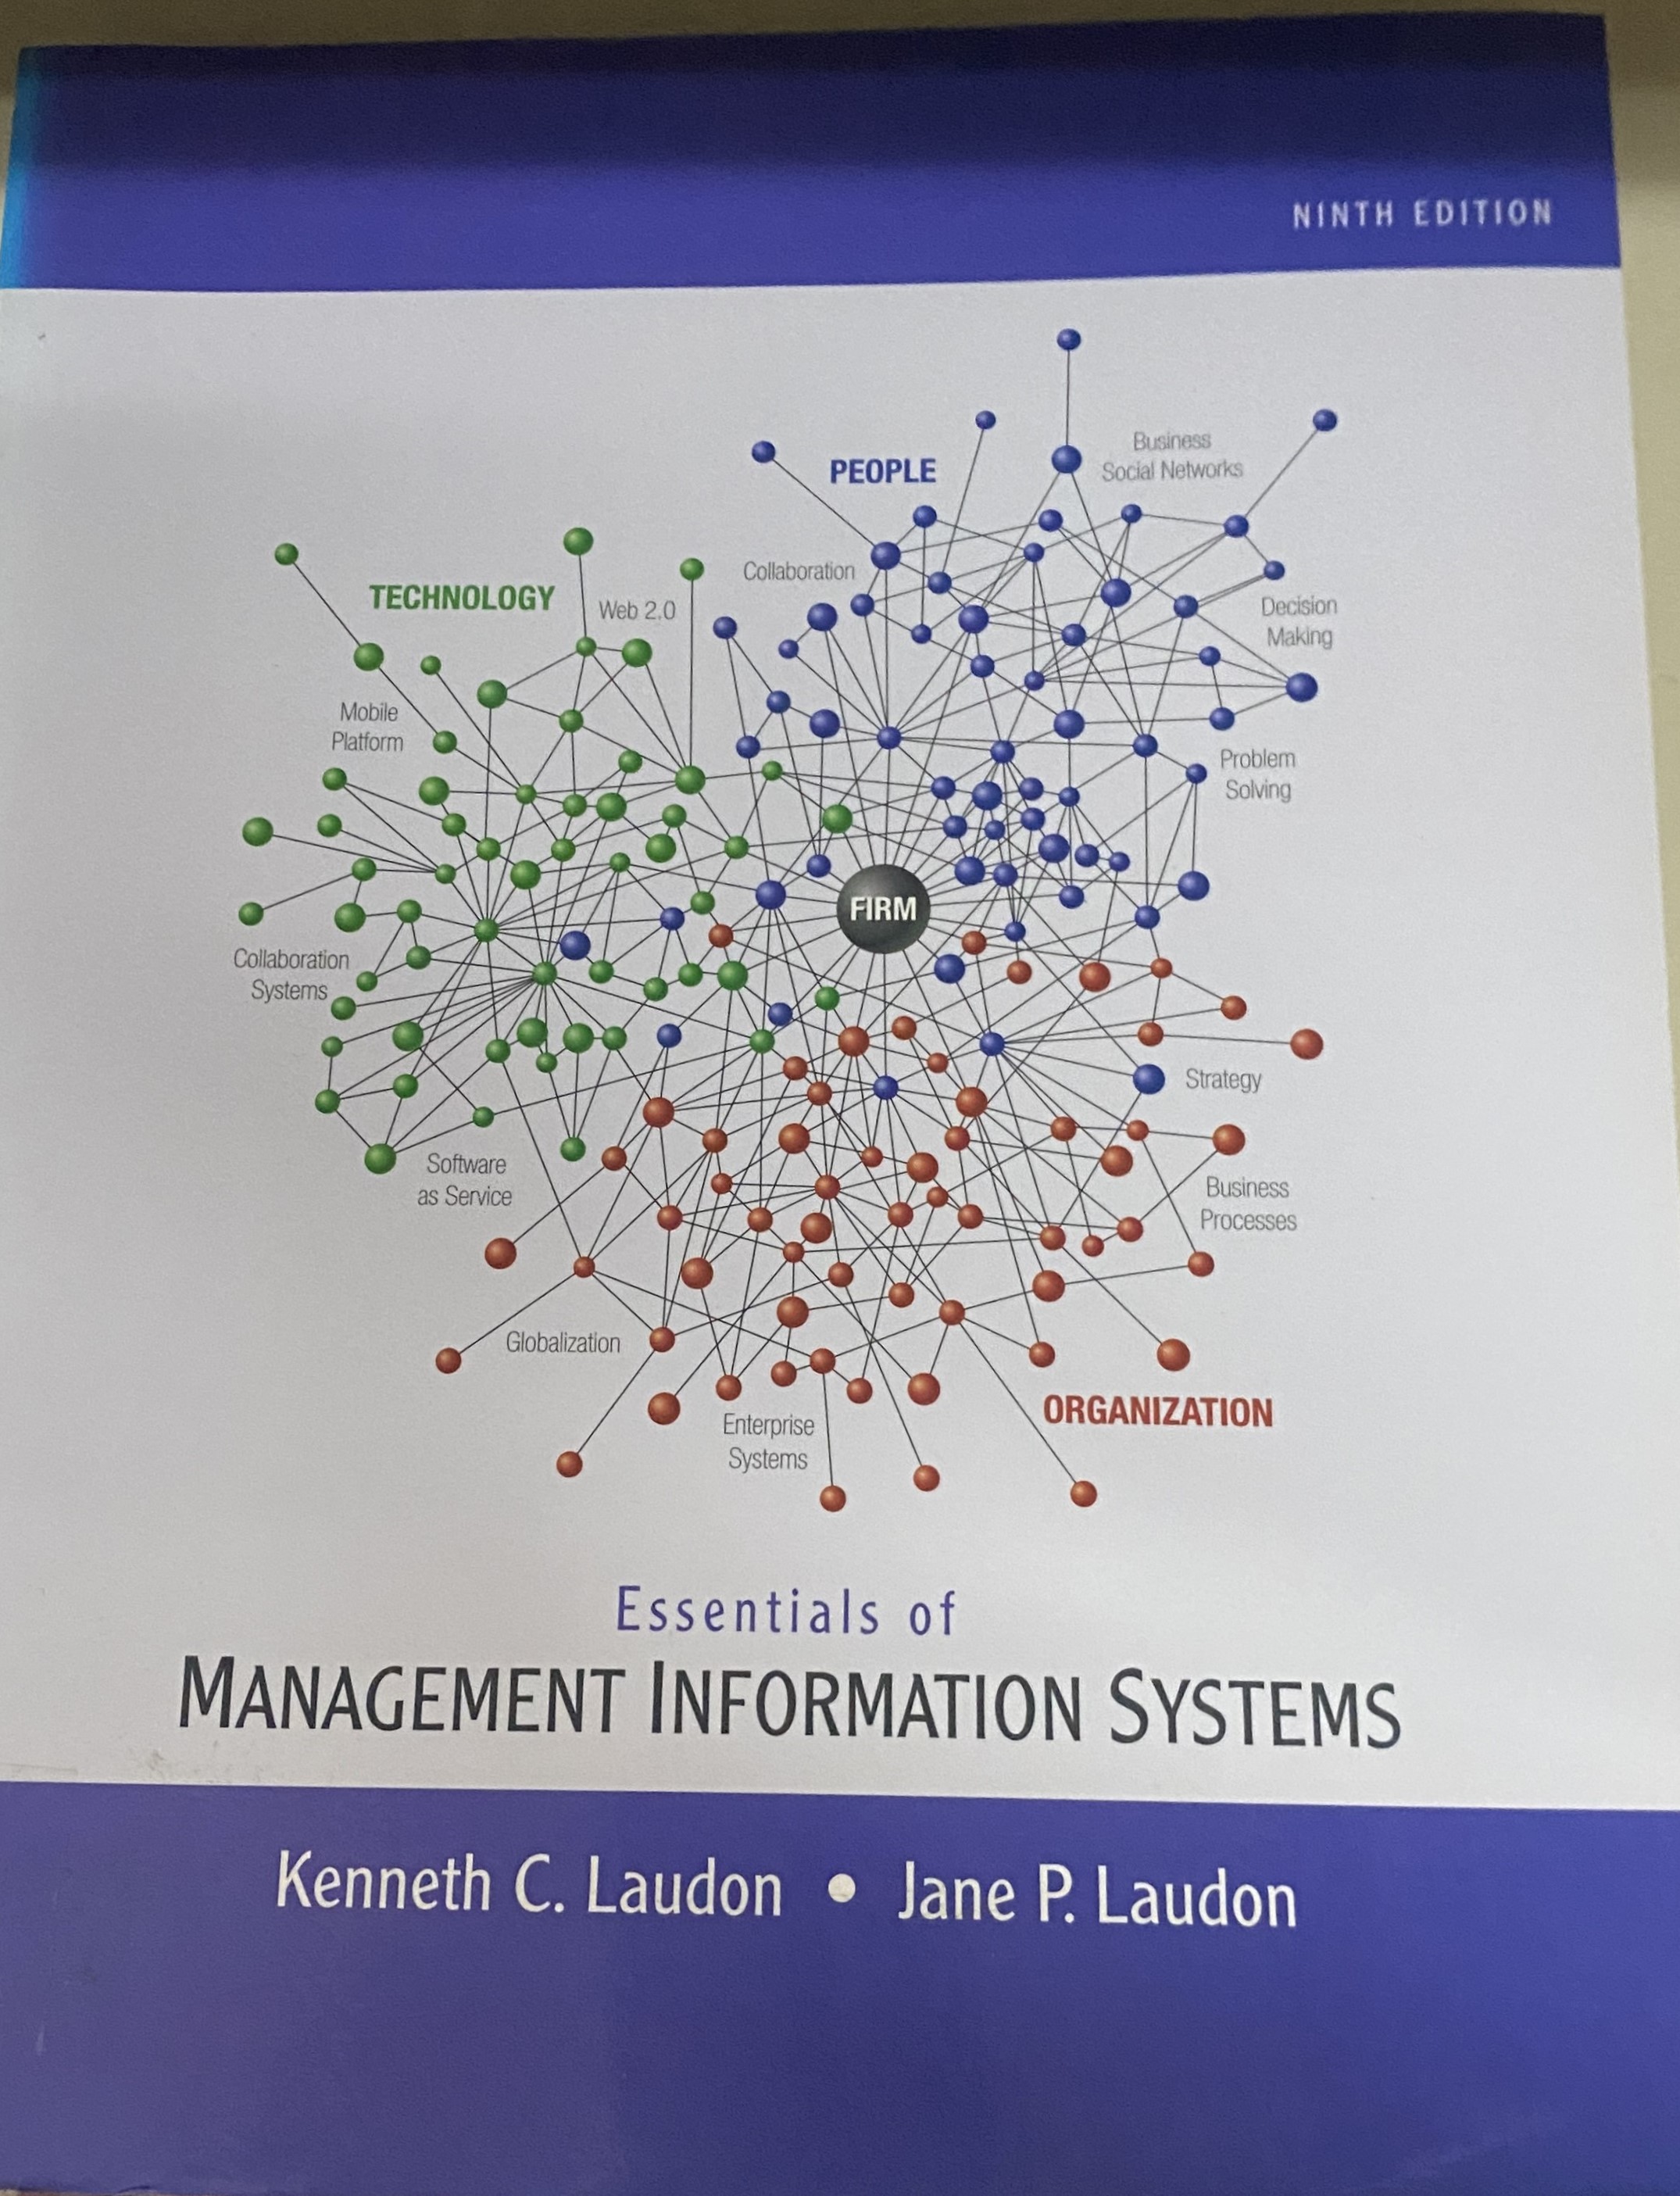 NINTH EDITION
Business
Social Networks
PEOPLE
Collaboration
TECHNOLOGY
Web 2.0
Decision
Making
Mobile
Platform
Problem
Solving
FIRM
Collaboration
Systems
Strategy
Software
as Service
Business
Processes
Globalization
ORGANIZATION
Enterprise
Systems
Essentials of
MANAGEMENT INFORMATION SYSTEMS
Kenneth C. Laudon • Jane P. Laudon